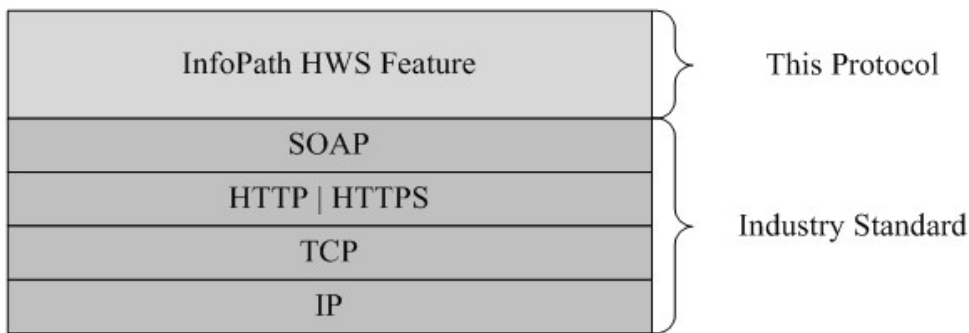 InfoPath HWS Feature
This Protocol
SOAP
HTTP | HTTPS
TCP
IP
Industry Standard